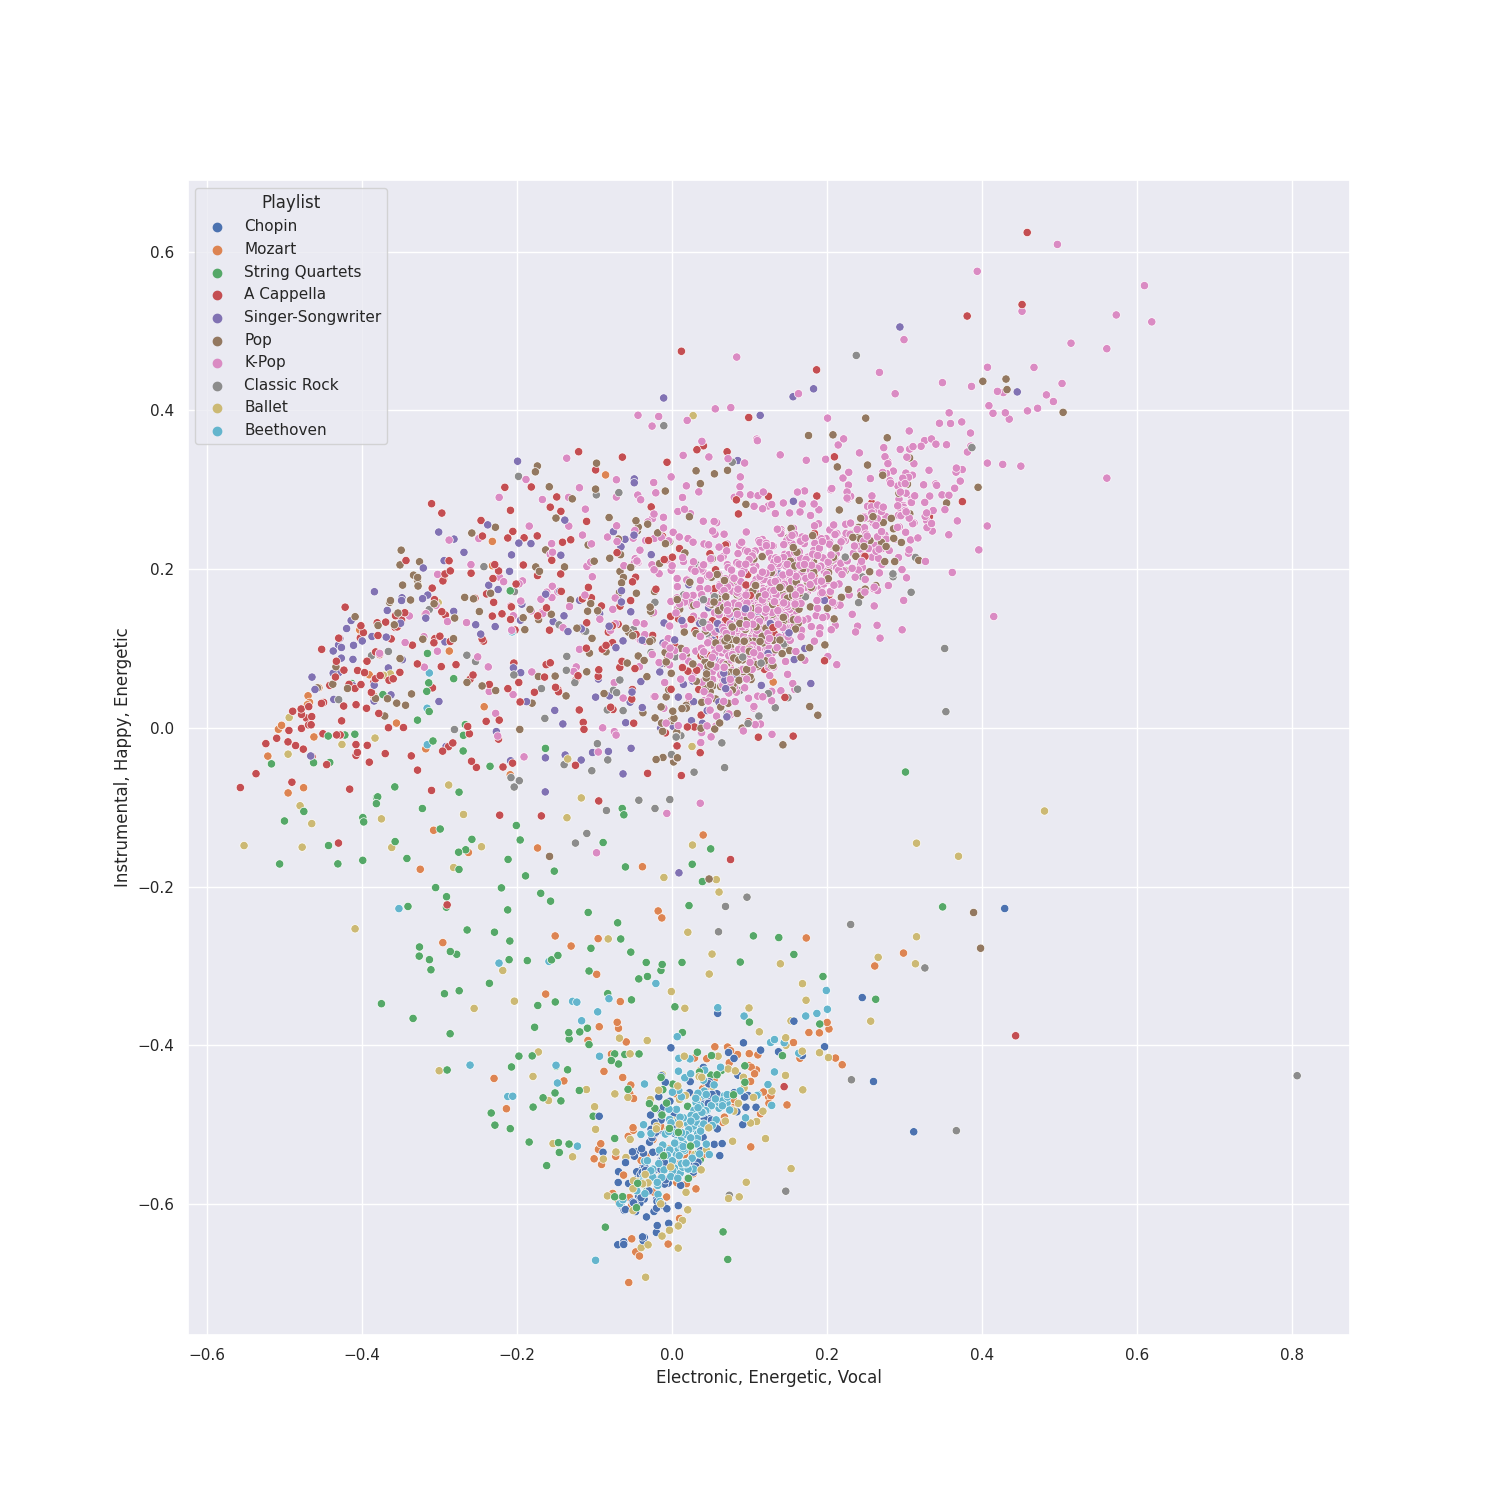 Playlist
Chopin
Mozart
String Quartets
A Cappella
Singer-Songwriter
Pop
K-Pop
Classic Rock
Ballet
Beethoven
0.6
0.4
0.2
0.0
−0.2
−0.4
−0.6
Instrumental, Happy, Energetic
−0.6 −0.4 −0.2 0.0 0.2 0.4 0.6 0.8
Electronic, Energetic, Vocal